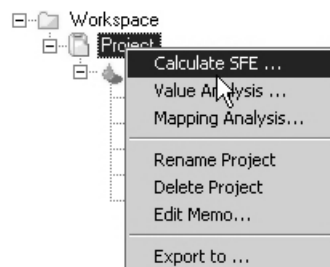 Workspace
Project
Calculate SFE ...
Value Analysis ...
Mapping Analysis...
Rename Project
Delete Project
Edit Memo...
Export to ...